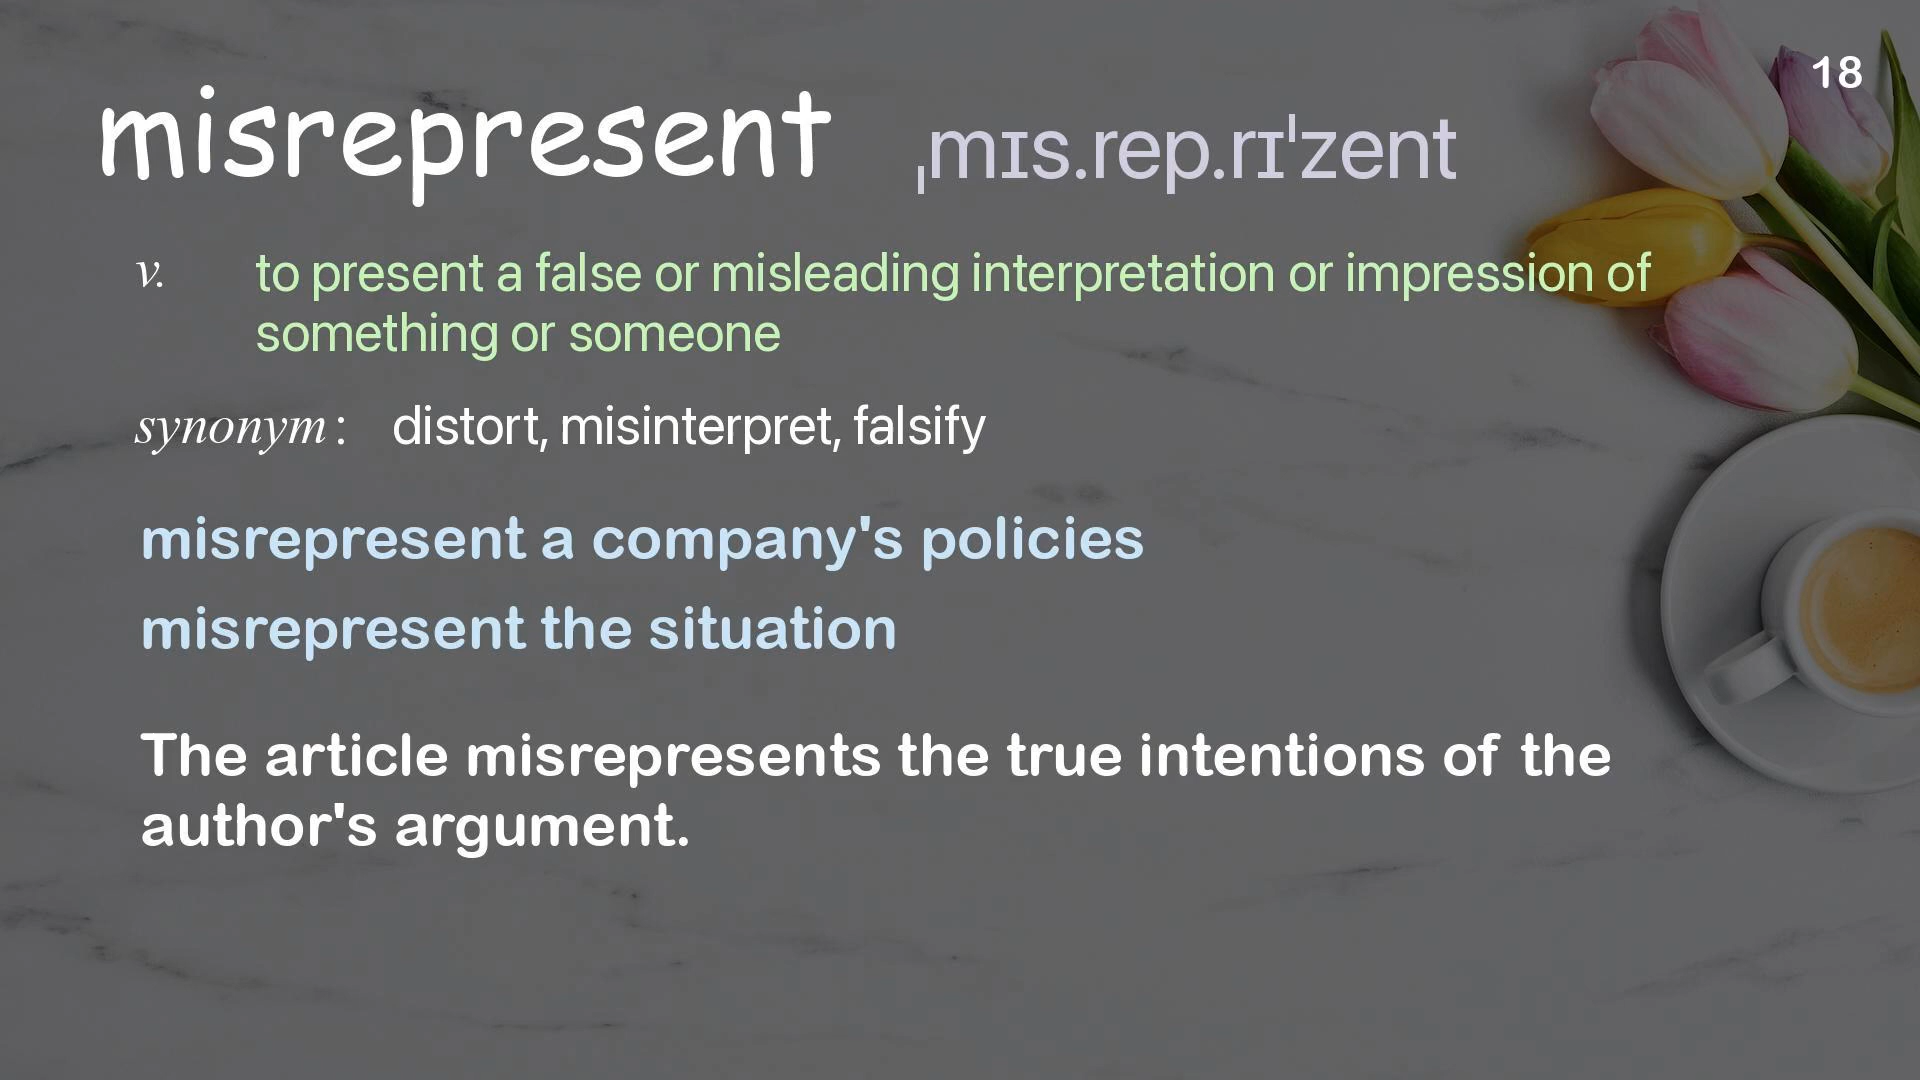 18
misrepresent ˌmɪs.rep.rɪˈzent
v. to present a false or misleading interpretation or impression of
something or someone
synonym: distort, misinterpret, falsify
misrepresent a company's policies
misrepresent the situation
The article misrepresents the true intentions of the
author's argument.